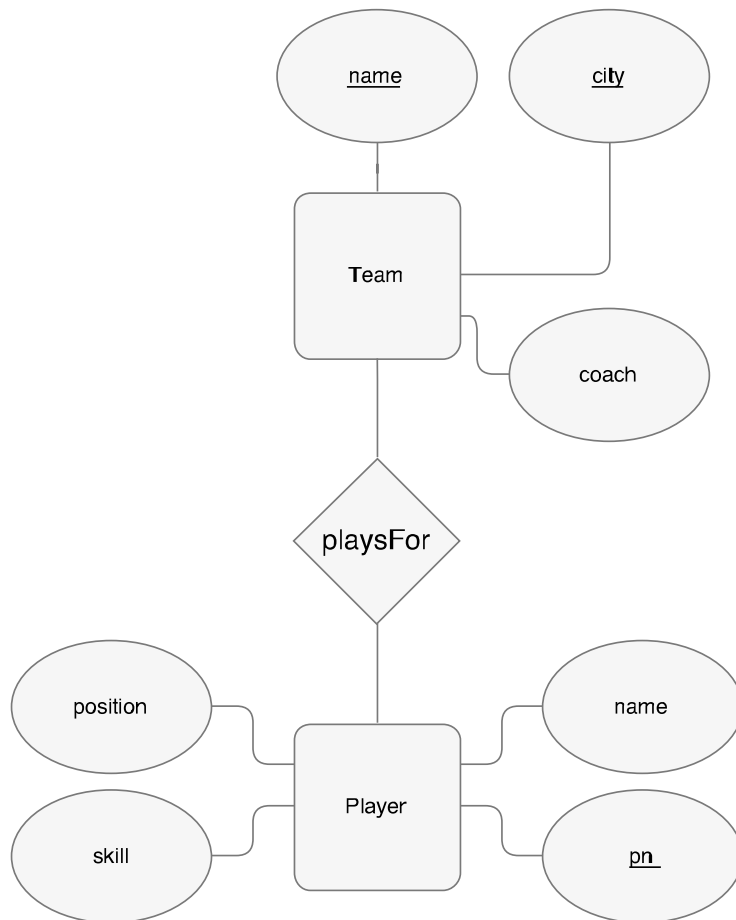 name
city
Team
coach
playsFor
position
name
Player
skill
pn